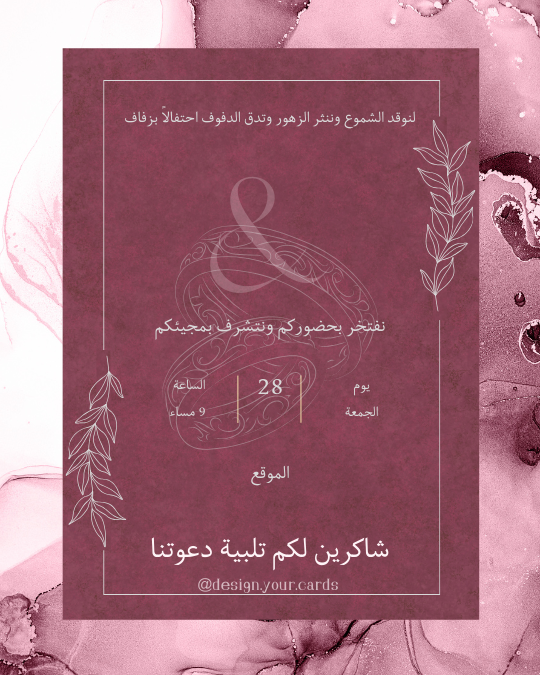 لنوقد الشموع وننثر الزهور وتدق الدفوف احتفالاً بزفاف
&
نفتخر بحضوركم ونتشرف بمجيئكم
يوم 28 الساعة
الجمعة 9 مساء
الموقع
شاكرين لكم تلبية دعوتنا
@design.your.cards